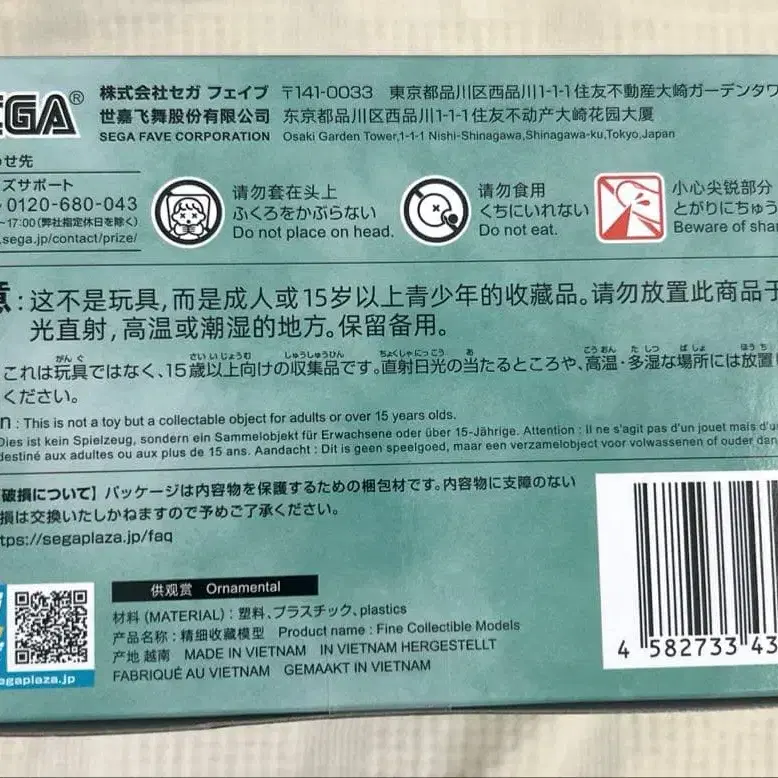 SEGA®
株式会社セガ フェイブ 〒141-0033 東京都品川区西品川1-1-1住友不動産大崎ガーデンタワ
世嘉飞舞股份有限公司 东京都品川区西品川1-1-1住友不动产大崎花园大厦
SEGA FAVE CORPORATION Osaki Garden Tower,1-1-1 Nishi-Shinagawa,Shinagawa-ku,Tokyo,Japan
わせ先
ズサポート
0120-680-043
～17:00(弊社指定休日を除く)
.sega.jp/contact/prize/
请勿套在头上
ふくろをかぶらない
Do not place on head.
请勿食用
くちにいれない
Do not eat.
小心尖锐部分
とがりにちゅう
Beware of shar
意:这不是玩具,而是成人或15岁以上青少年的收藏品。请勿放置此商品于
光直射,高温或潮湿的地方。保留备用。
これは玩具ではなく、15歳以上向けの収集品です。直射日光の当たるところや、高温・多湿な場所には放置し
ください。
n : This is not a toy but a collectable object for adults or over 15 years olds.
Dies ist kein Spielzeug, sondern ein Sammelobjekt für Erwachsene oder über 15-Jährige. Attention : Il ne s'agit pas d'un jouet mais d'u
destiné aux adultes ou aux plus de 15 ans. Aandacht : Dit is geen speelgoed, maar een verzamelobject voor volwassenen of ouder dan
破損について】パッケージは内容物を保護するための梱包材です。内容物に支障のない
損は交換いたしかねますので予めご了承ください。
tps://segaplaza.jp/faq
segaplaza.jp
供观赏 Ornamental
材料 (MATERIAL) : 塑料、プラスチック、plastics
产品名称 : 精细收藏模型 Product name : Fine Collectible Models
产地 越南 MADE IN VIETNAM IN VIETNAM HERGESTELLT
FABRIQUÉ AU VIETNAM GEMAAKT IN VIETNAM
4 582733 43